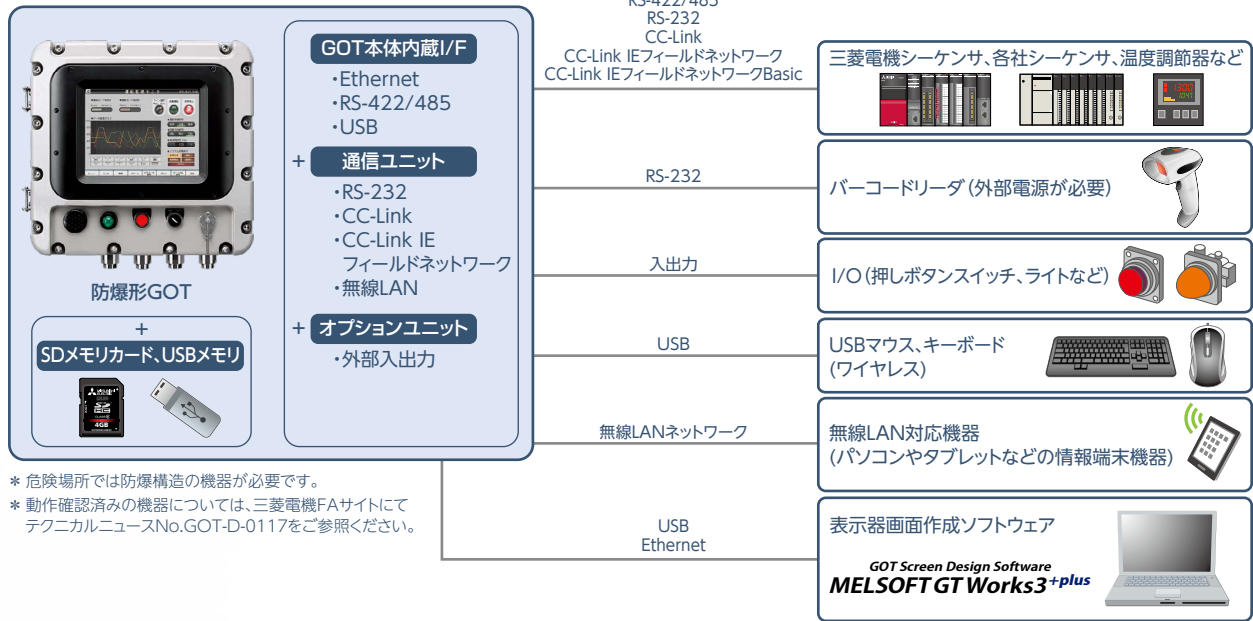 防爆形GOT
+
SDメモリカード、USBメモリ
4GB
GOT本体内蔵I/F
・Ethernet
・RS-422/485
・USB
+ 通信ユニット
・RS-232
・CC-Link
・CC-Link IE
フィールドネットワーク
・無線LAN
+ オプションユニット
・外部入出力
RS-422/485
RS-232
CC-Link
CC-Link IEフィールドネットワーク
CC-Link IEフィールドネットワークBasic
三菱電機シーケンサ、各社シーケンサ、温度調節器など
RS-232
バーコードリーダ（外部電源が必要）
入出力
I/O（押しボタンスイッチ、ライトなど）
USB
USBマウス、キーボード
(ワイヤレス)
無線LANネットワーク
無線LAN対応機器
(パソコンやタブレットなどの情報端末機器)
USB
Ethernet
表示器画面作成ソフトウェア
GOT Screen Design Software
MELSOFT GT Works3+plus
＊ 危険場所では防爆構造の機器が必要です。
＊ 動作確認済みの機器については、三菱電機FAサイトにて
テクニカルニュースNo.GOT-D-0117をご参照ください。